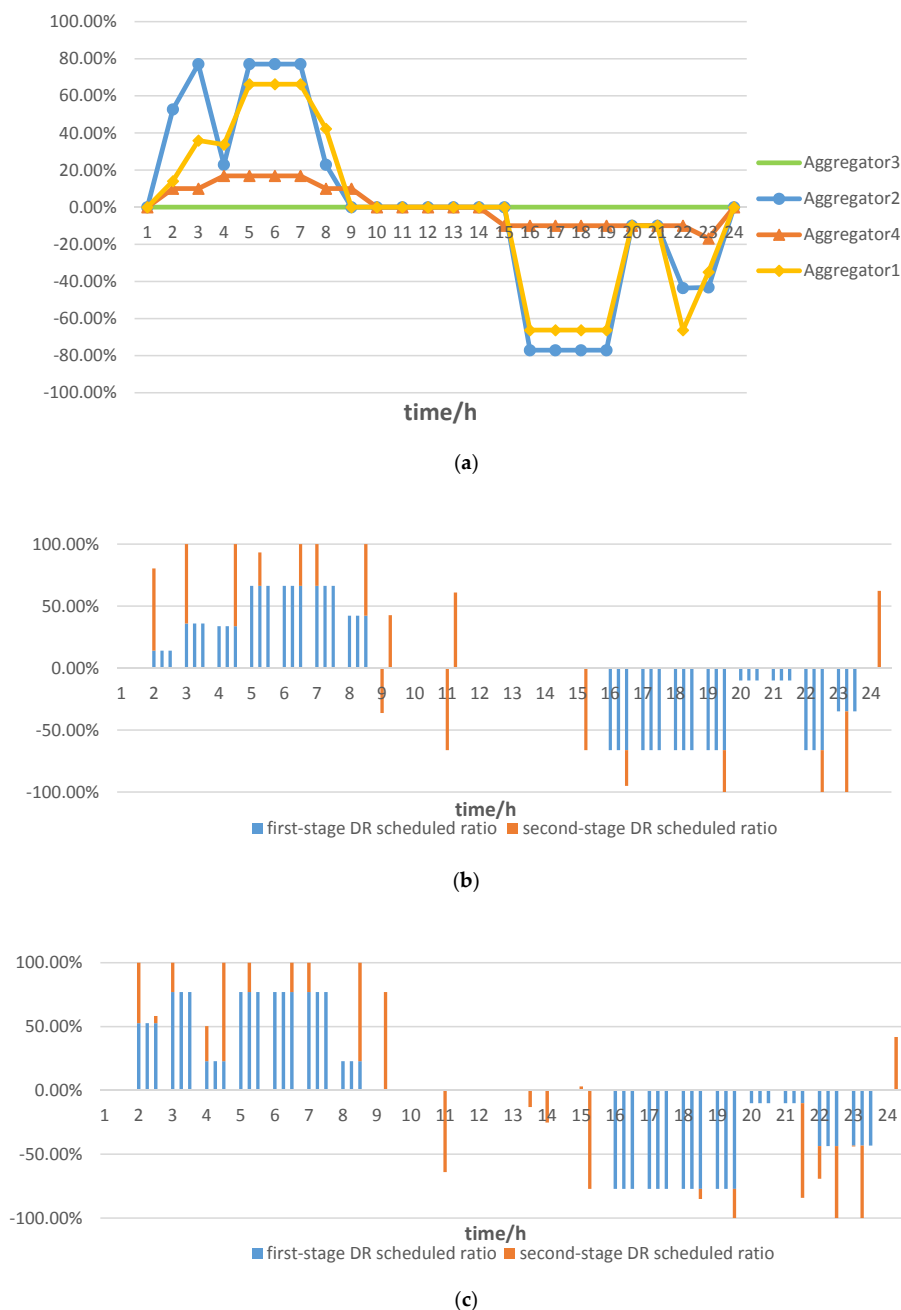 100.00%
80.00%
60.00%
40.00%
20.00%
0.00%
-20.00%
-40.00%
-60.00%
-80.00%
-100.00%
1 2 3 4 5 6 7 8 9 10 11 12 13 14 15 16 17 18 19 20 21 22 23 24
time/h
Aggregator3
Aggregator2
Aggregator4
Aggregator1
(a)
100.00%
50.00%
0.00%
-50.00%
-100.00%
1 2 3 4 5 6 7 8 9 10 11 12 13 14 15 16 17 18 19 20 21 22 23 24
time/h
first-stage DR scheduled ratio second-stage DR scheduled ratio
(b)
100.00%
50.00%
0.00%
-50.00%
-100.00%
1 2 3 4 5 6 7 8 9 10 11 12 13 14 15 16 17 18 19 20 21 22 23 24
time/h
first-stage DR scheduled ratio second-stage DR scheduled ratio
(c)